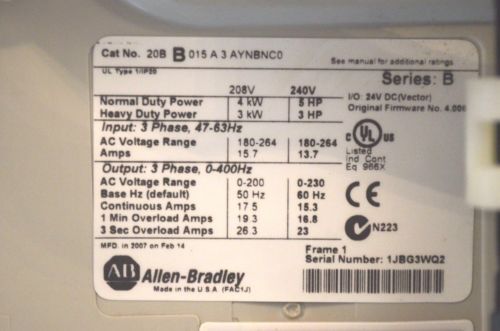 Cat No. 20B B 015 A 3 AYNBNC0
UL Type 1/IP20
See manual for additional ratings
Series: B
208V 240V
I/O: 24V DC(Vector)
Original Firmware No. 4.006
Normal Duty Power 4 kW 5 HP
Heavy Duty Power 3 kW 3 HP
Input: 3 Phase, 47-63Hz
AC Voltage Range 180-264 180-264
Amps 15.7 13.7
Output: 3 Phase, 0-400Hz
AC Voltage Range 0-200 0-230
Base Hz (default) 50 Hz 60 Hz
Continuous Amps 17.5 15.3
1 Min Overload Amps 19.3 16.8
3 Sec Overload Amps 26.3 23
C UL US
Listed
Ind Cont
Eq 966X
CE
N223
MFD. in 2007 on Feb 14
Frame 1
Serial Number: 1JBG3WQ2
AB Allen-Bradley
Made in the U.S.A (FAC1J)